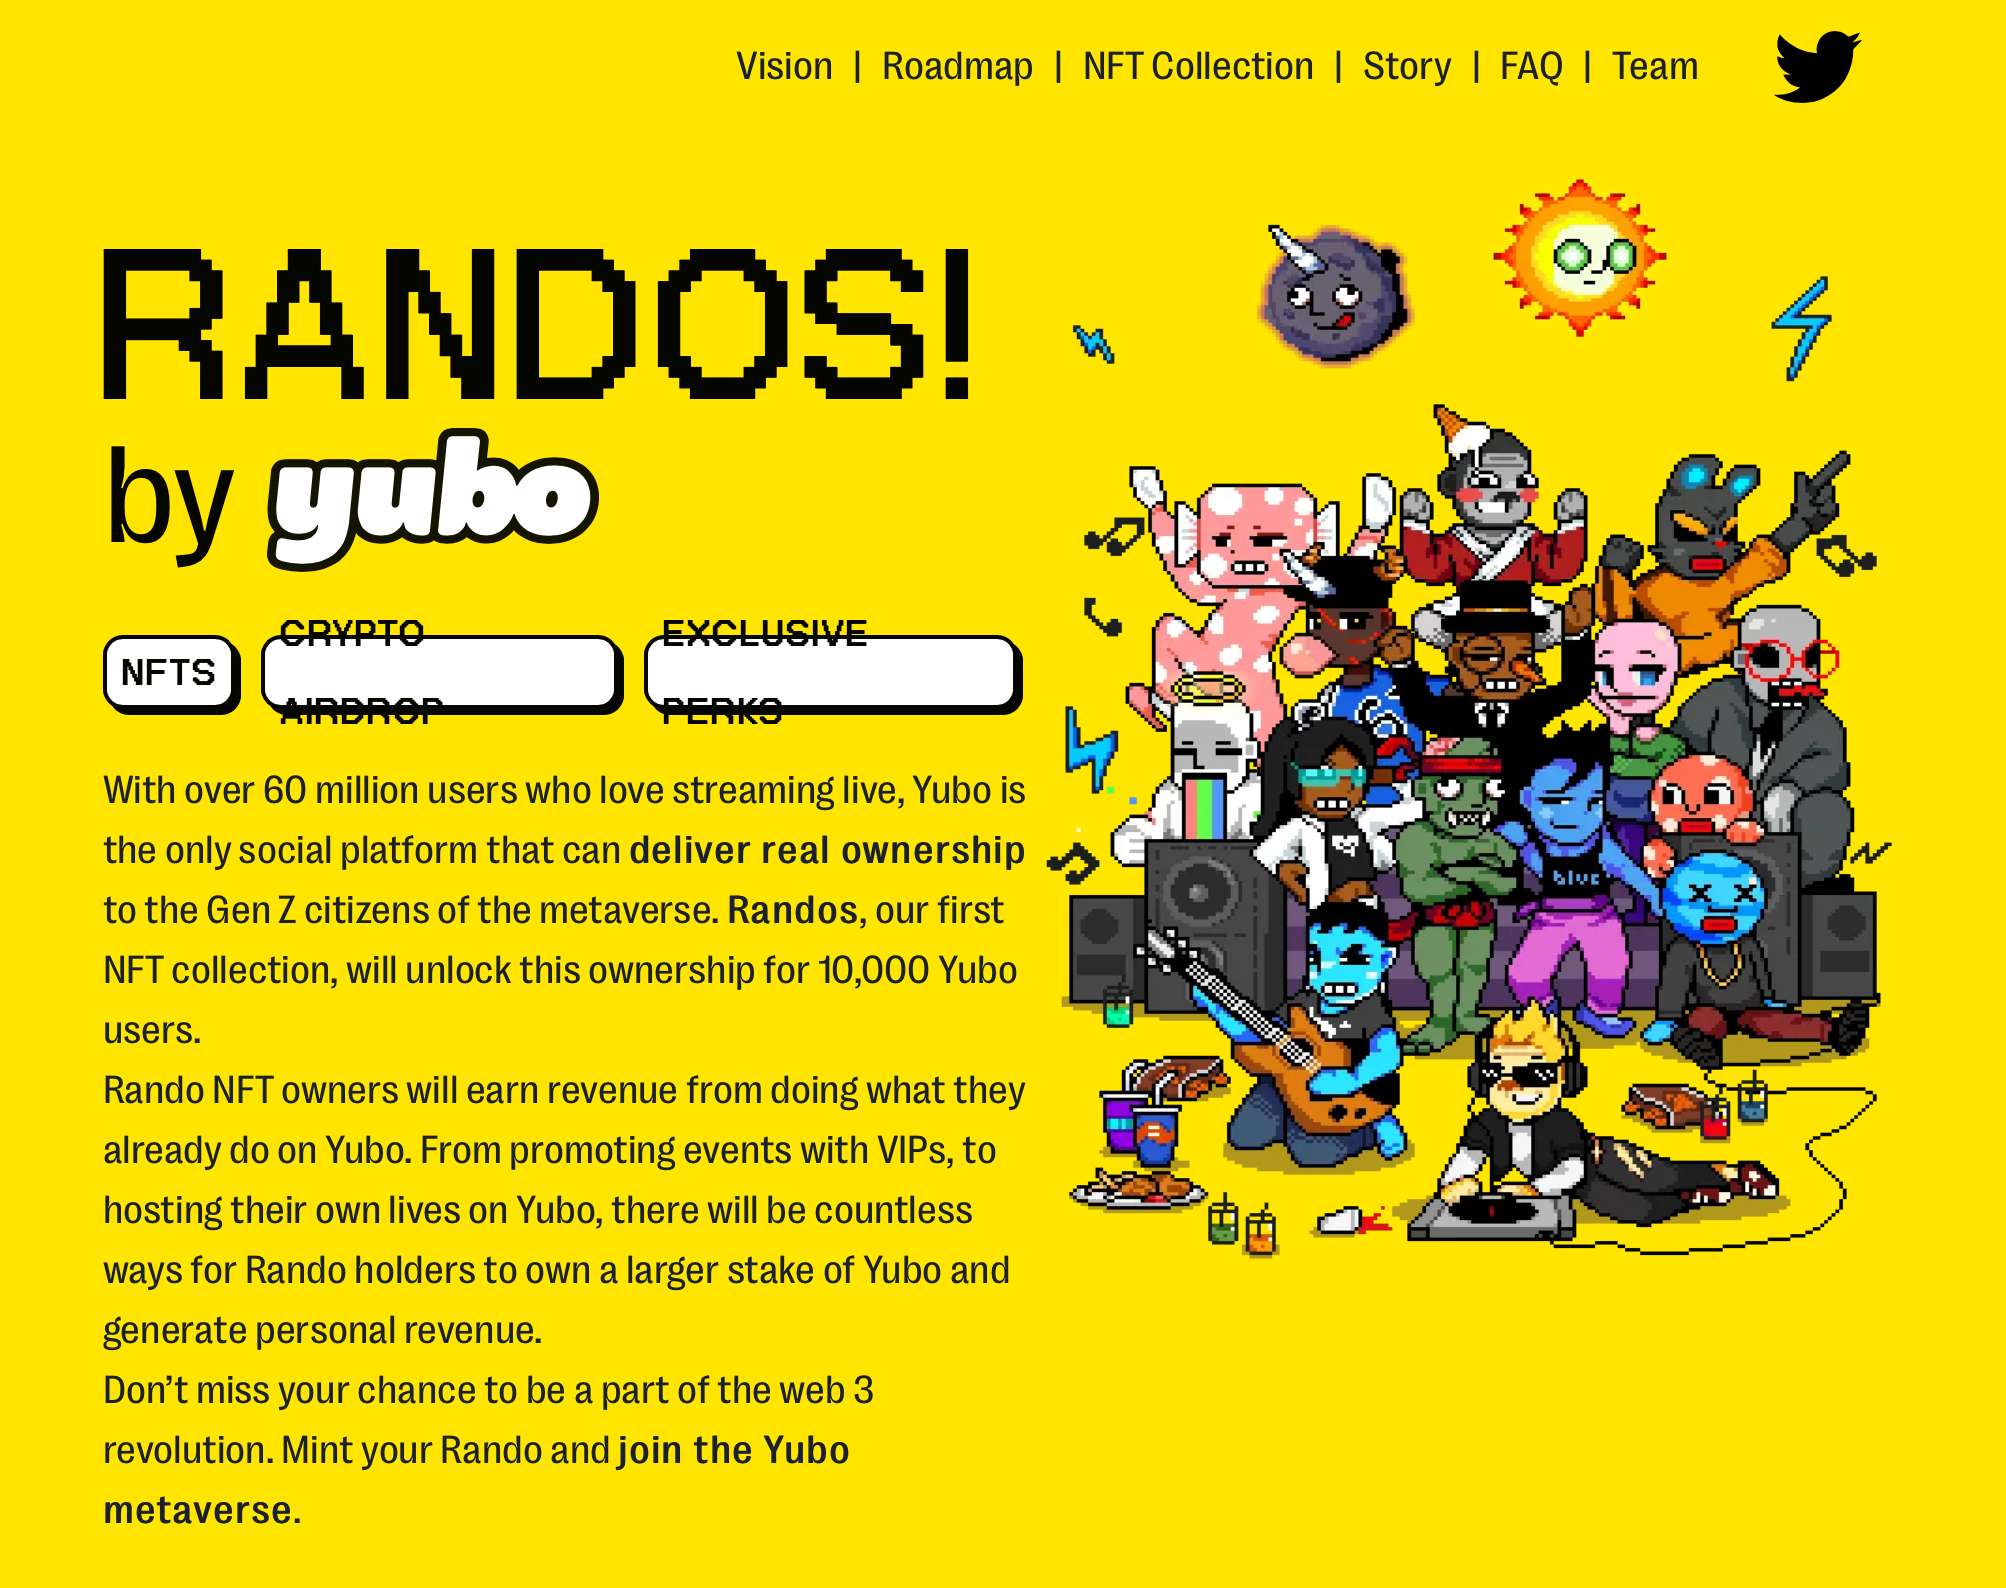 Vision | Roadmap | NFT Collection | Story | FAQ | Team
RANDOS!
by yubo
NFTS
CRYPTO
AIRDROP
EXCLUSIVE
PERKS
With over 60 million users who love streaming live, Yubo is
the only social platform that can deliver real ownership
to the Gen Z citizens of the metaverse. Randos, our first
NFT collection, will unlock this ownership for 10,000 Yubo
users.
Rando NFT owners will earn revenue from doing what they
already do on Yubo. From promoting events with VIPs, to
hosting their own lives on Yubo, there will be countless
ways for Rando holders to own a larger stake of Yubo and
generate personal revenue.
Don’t miss your chance to be a part of the web 3
revolution. Mint your Rando and join the Yubo
metaverse.
blue